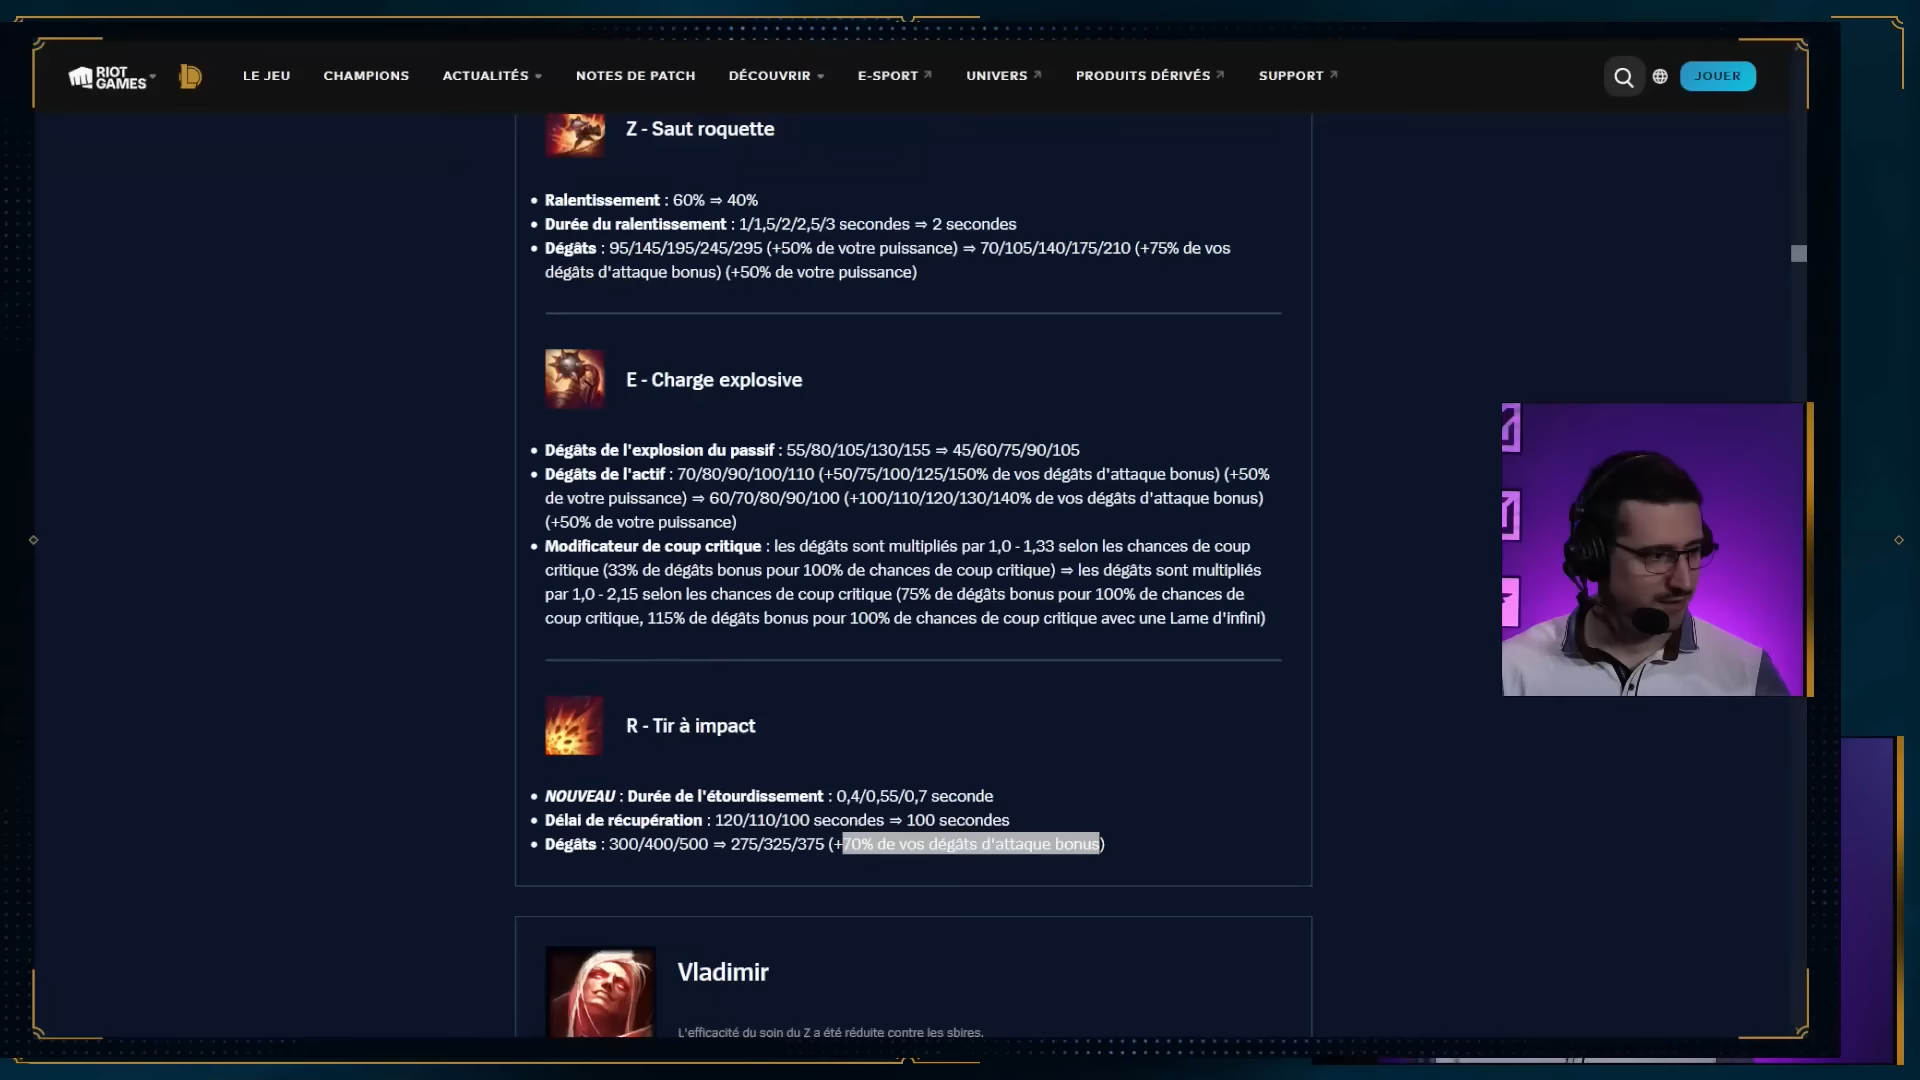 RIOT GAMES
LE JEU
CHAMPIONS
ACTUALITÉS
NOTES DE PATCH
DÉCOUVRIR
E-SPORT
UNIVERS
PRODUITS DÉRIVÉS
SUPPORT
JOUER
Z - Saut roquette
Ralentissement : 60% ⇒ 40%
Durée du ralentissement : 1/1,5/2/2,5/3 secondes ⇒ 2 secondes
Dégâts : 95/145/195/245/295 (+50% de votre puissance) ⇒ 70/105/140/175/210 (+75% de vos
dégâts d'attaque bonus) (+50% de votre puissance)
E - Charge explosive
Dégâts de l'explosion du passif : 55/80/105/130/155 ⇒ 45/60/75/90/105
Dégâts de l'actif : 70/80/90/100/110 (+50/75/100/125/150% de vos dégâts d'attaque bonus) (+50%
de votre puissance) ⇒ 60/70/80/90/100 (+100/110/120/130/140% de vos dégâts d'attaque bonus)
(+50% de votre puissance)
Modificateur de coup critique : les dégâts sont multipliés par 1,0 - 1,33 selon les chances de coup
critique (33% de dégâts bonus pour 100% de chances de coup critique) ⇒ les dégâts sont multipliés
par 1,0 - 2,15 selon les chances de coup critique (75% de dégâts bonus pour 100% de chances de
coup critique, 115% de dégâts bonus pour 100% de chances de coup critique avec une Lame d'infini)
R - Tir à impact
NOUVEAU : Durée de l'étourdissement : 0,4/0,55/0,7 seconde
Délai de récupération : 120/110/100 secondes ⇒ 100 secondes
Dégâts : 300/400/500 ⇒ 275/325/375 (+70% de vos dégâts d'attaque bonus)
Vladimir
L'efficacité du soin du Z a été réduite contre les sbires.